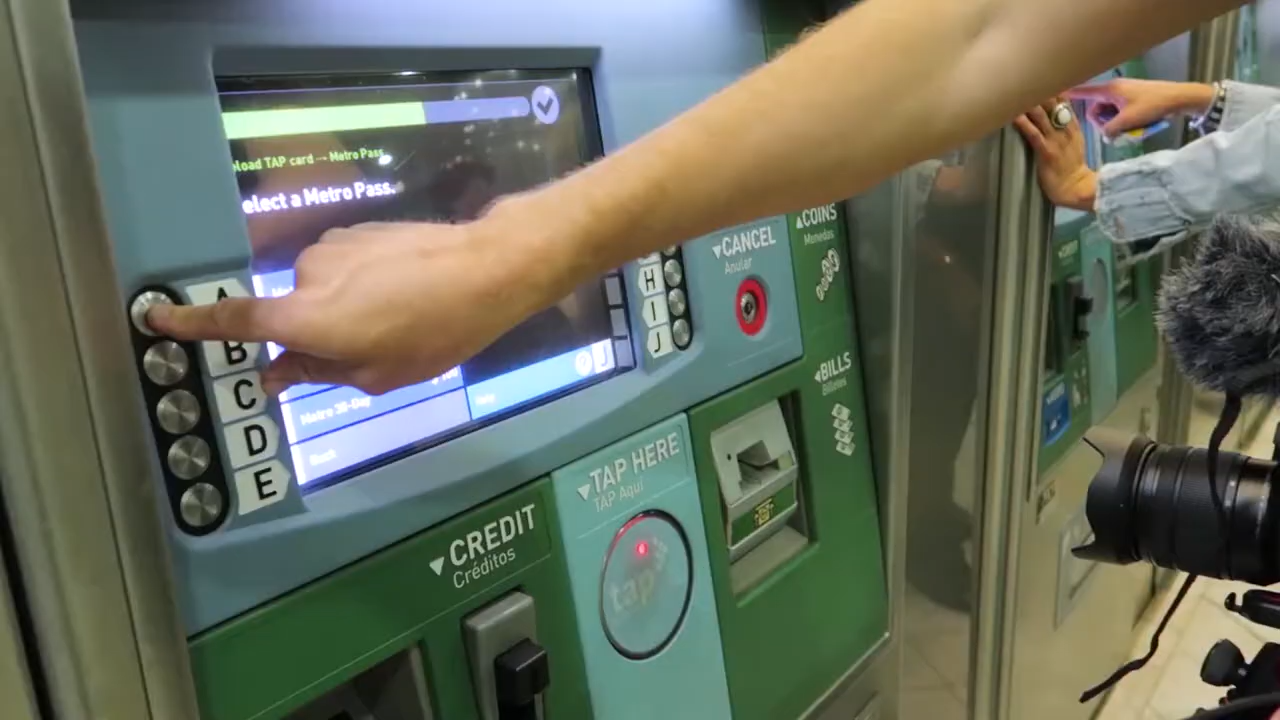 load TAP card → Metro Pass
elect a Metro Pass.
A
B
C
D
E
Metro 30-Day
Back
H
I
J
J
▼CANCEL
Anular
▲COINS
Monedas
◀BILLS
Billetes
▼TAP HERE
TAP Aquí
tap
▼CREDIT
Créditos